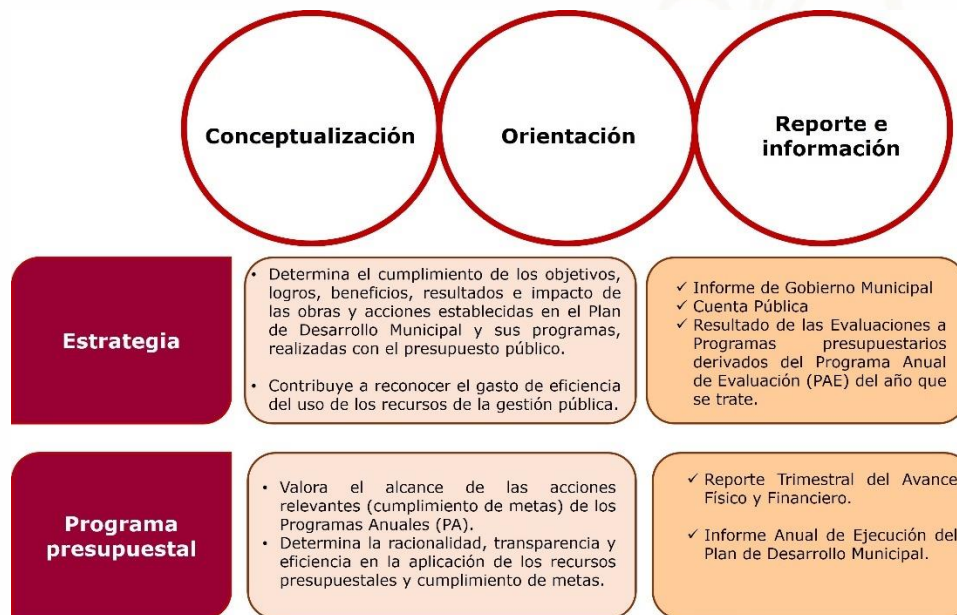 Conceptualización
Orientación
Reporte e
información
Estrategia
• Determina el cumplimiento de los objetivos,
logros, beneficios, resultados e impacto de
las obras y acciones establecidas en el Plan
de Desarrollo Municipal y sus programas,
realizadas con el presupuesto público.
• Contribuye a reconocer el gasto de eficiencia
del uso de los recursos de la gestión pública.
✓ Informe de Gobierno Municipal
✓ Cuenta Pública
✓ Resultado de las Evaluaciones a
Programas presupuestarios
derivados del Programa Anual
de Evaluación (PAE) del año que
se trate.
Programa
presupuestal
• Valora el alcance de las acciones
relevantes (cumplimiento de metas) de los
Programas Anuales (PA).
• Determina la racionalidad, transparencia y
eficiencia en la aplicación de los recursos
presupuestales y cumplimiento de metas.
✓ Reporte Trimestral del Avance
Físico y Financiero.
✓ Informe Anual de Ejecución del
Plan de Desarrollo Municipal.